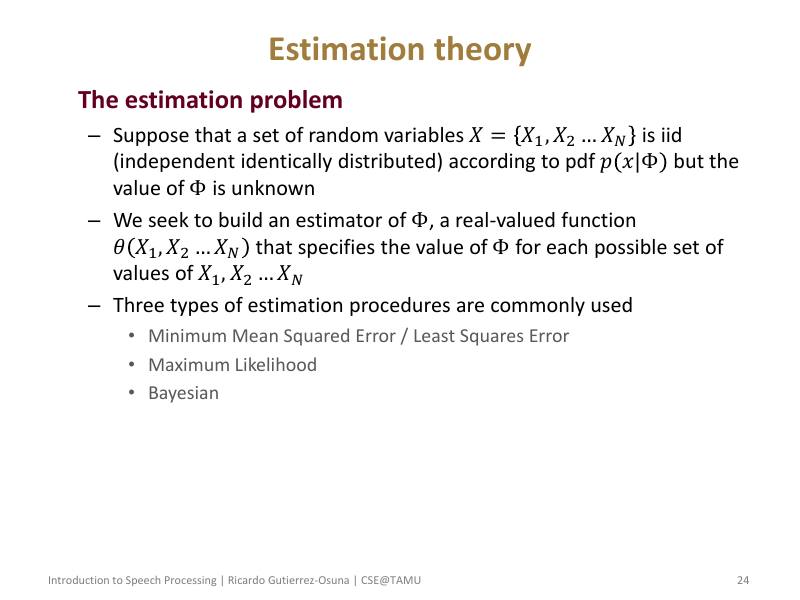 Estimation theory
The estimation problem
– Suppose that a set of random variables 𝑋 = {𝑋₁, 𝑋₂ … 𝑋_𝑁} is iid
(independent identically distributed) according to pdf 𝑝(𝑥|Φ) but the
value of Φ is unknown
– We seek to build an estimator of Φ, a real-valued function
𝜃(𝑋₁, 𝑋₂ … 𝑋_𝑁) that specifies the value of Φ for each possible set of
values of 𝑋₁, 𝑋₂ … 𝑋_𝑁
– Three types of estimation procedures are commonly used
• Minimum Mean Squared Error / Least Squares Error
• Maximum Likelihood
• Bayesian
Introduction to Speech Processing | Ricardo Gutierrez-Osuna | CSE@TAMU
24